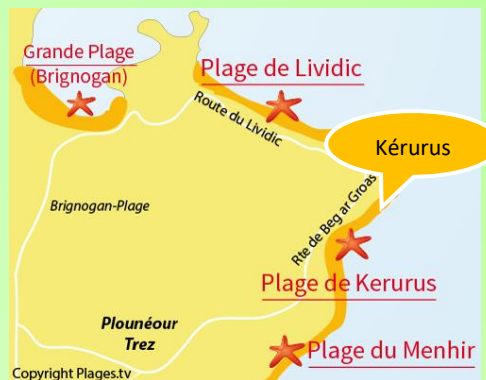 Grande Plage
(Brignogan)
Plage de Lividic
Route du Lividic
Kérurus
Brignogan-Plage
Rte de Beg ar Groas
Plage de Kerurus
Plounéour
Trez
Plage du Menhir
Copyright Plages.tv